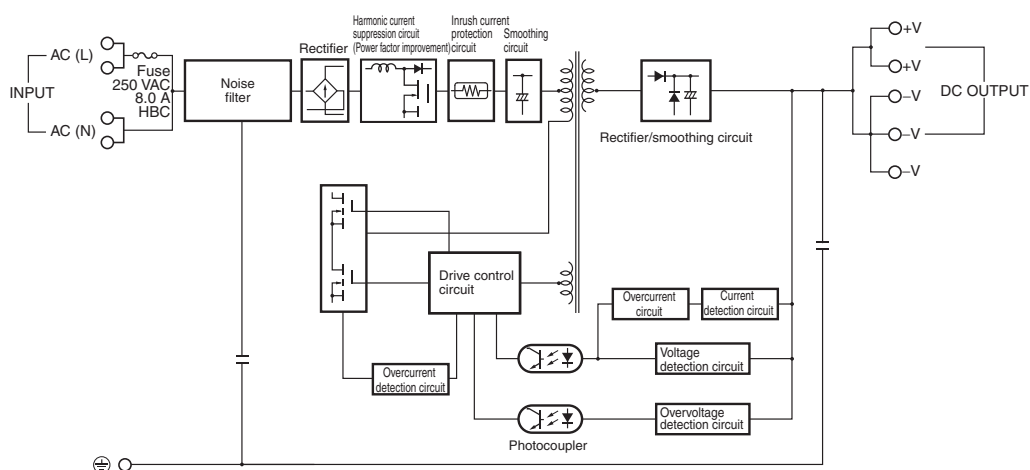 Harmonic current
suppression circuit
(Power factor improvement)
Inrush current
protection
circuit
Smoothing
circuit
Rectifier
INPUT
AC (L)
AC (N)
Fuse
250 VAC
8.0 A
HBC
Noise
filter
Rectifier/smoothing circuit
+V
+V
–V
–V
–V
DC OUTPUT
Drive control
circuit
Overcurrent
circuit
Current
detection circuit
Voltage
detection circuit
Overcurrent
detection circuit
Overvoltage
detection circuit
Photocoupler